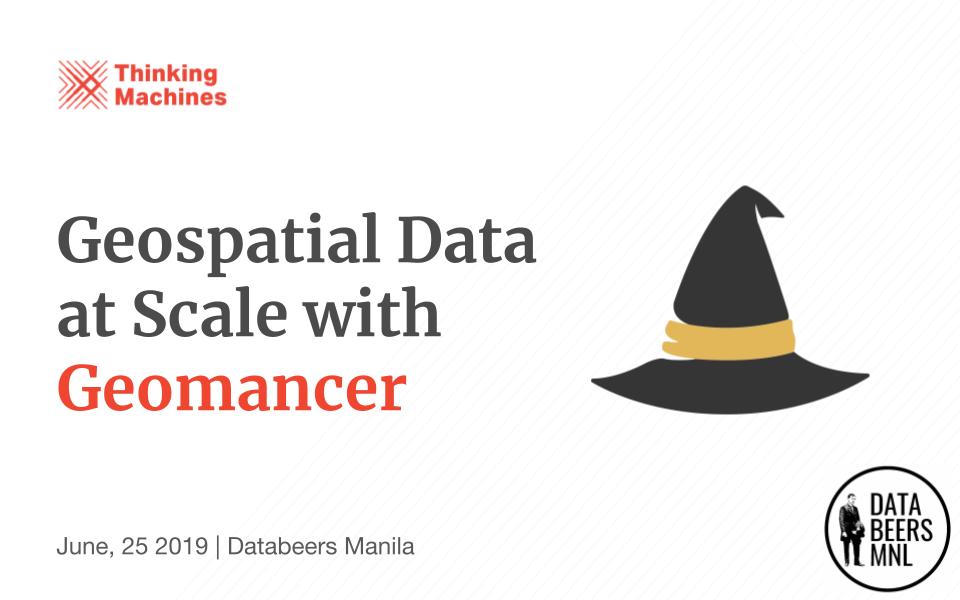 Thinking
Machines
Geospatial Data
at Scale with
Geomancer
June, 25 2019 | Databeers Manila
DATA
BEERS
MNL